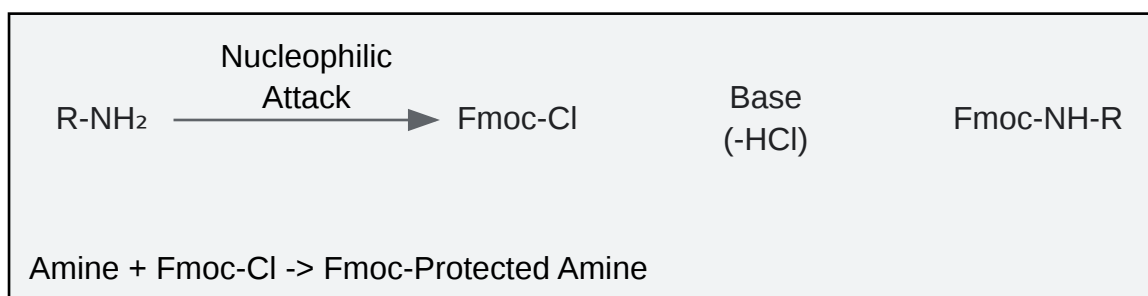 Nucleophilic
Attack
R-NH₂
Fmoc-Cl
Base
(-HCl)
Fmoc-NH-R
Amine + Fmoc-Cl -> Fmoc-Protected Amine